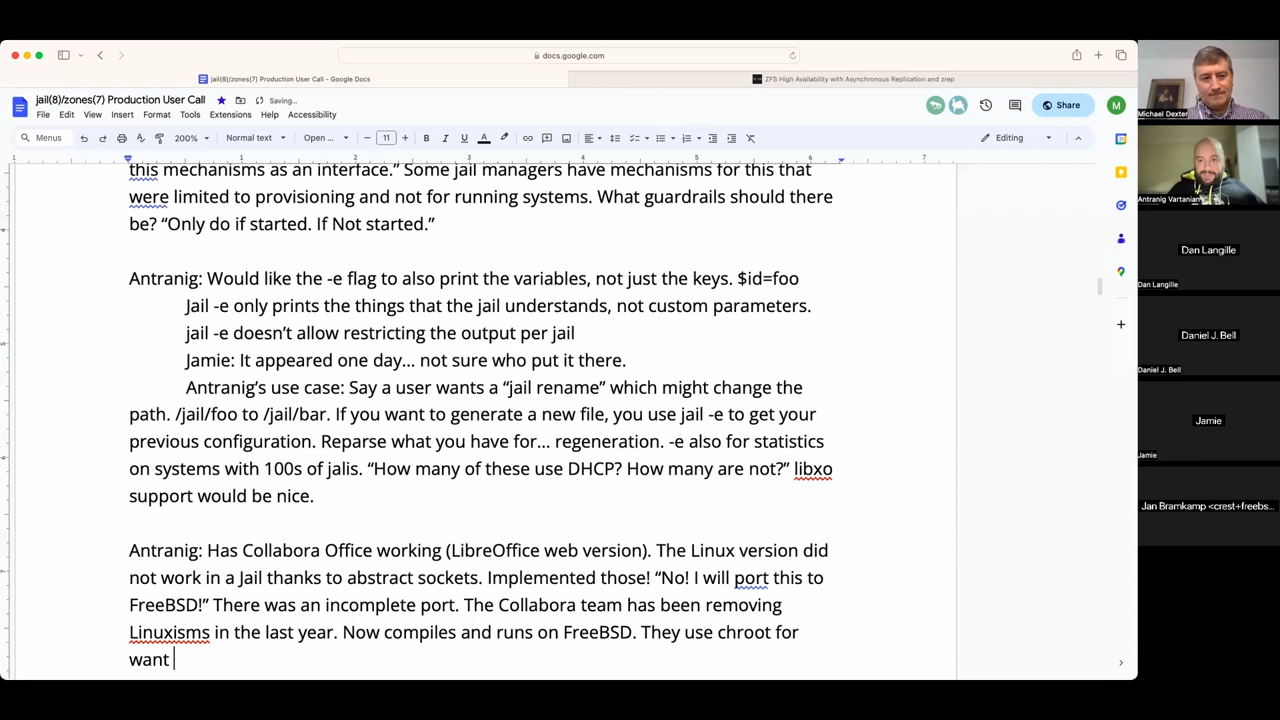 docs.google.com
jail(8)/zones(7) Production User Call - Google Docs
ZFS High Availability with Asynchronous Replication and zrep
jail(8)/zones(7) Production User Call
Saving...
File Edit View Insert Format Tools Extensions Help Accessibility
Share
M
Menus
200%
Normal text
Open ...
11
B I U A
Editing
1 1 2 3 4 5 6 7
this mechanisms as an interface.” Some jail managers have mechanisms for this that
were limited to provisioning and not for running systems. What guardrails should there
be? “Only do if started. If Not started.”
Antranig: Would like the -e flag to also print the variables, not just the keys. $id=foo
Jail -e only prints the things that the jail understands, not custom parameters.
jail -e doesn’t allow restricting the output per jail
Jamie: It appeared one day... not sure who put it there.
Antranig’s use case: Say a user wants a “jail rename” which might change the
path. /jail/foo to /jail/bar. If you want to generate a new file, you use jail -e to get your
previous configuration. Reparse what you have for... regeneration. -e also for statistics
on systems with 100s of jalis. “How many of these use DHCP? How many are not?” libxo
support would be nice.
Antranig: Has Collabora Office working (LibreOffice web version). The Linux version did
not work in a Jail thanks to abstract sockets. Implemented those! “No! I will port this to
FreeBSD!” There was an incomplete port. The Collabora team has been removing
Linuxisms in the last year. Now compiles and runs on FreeBSD. They use chroot for
want
Michael Dexter
Antranig Vartanian
Dan Langille
Dan Langille
Daniel J. Bell
Daniel J. Bell
Jamie
Jamie
Jan Bramkamp <crest+freebs...
Jan Bramkamp <crest+freebs...